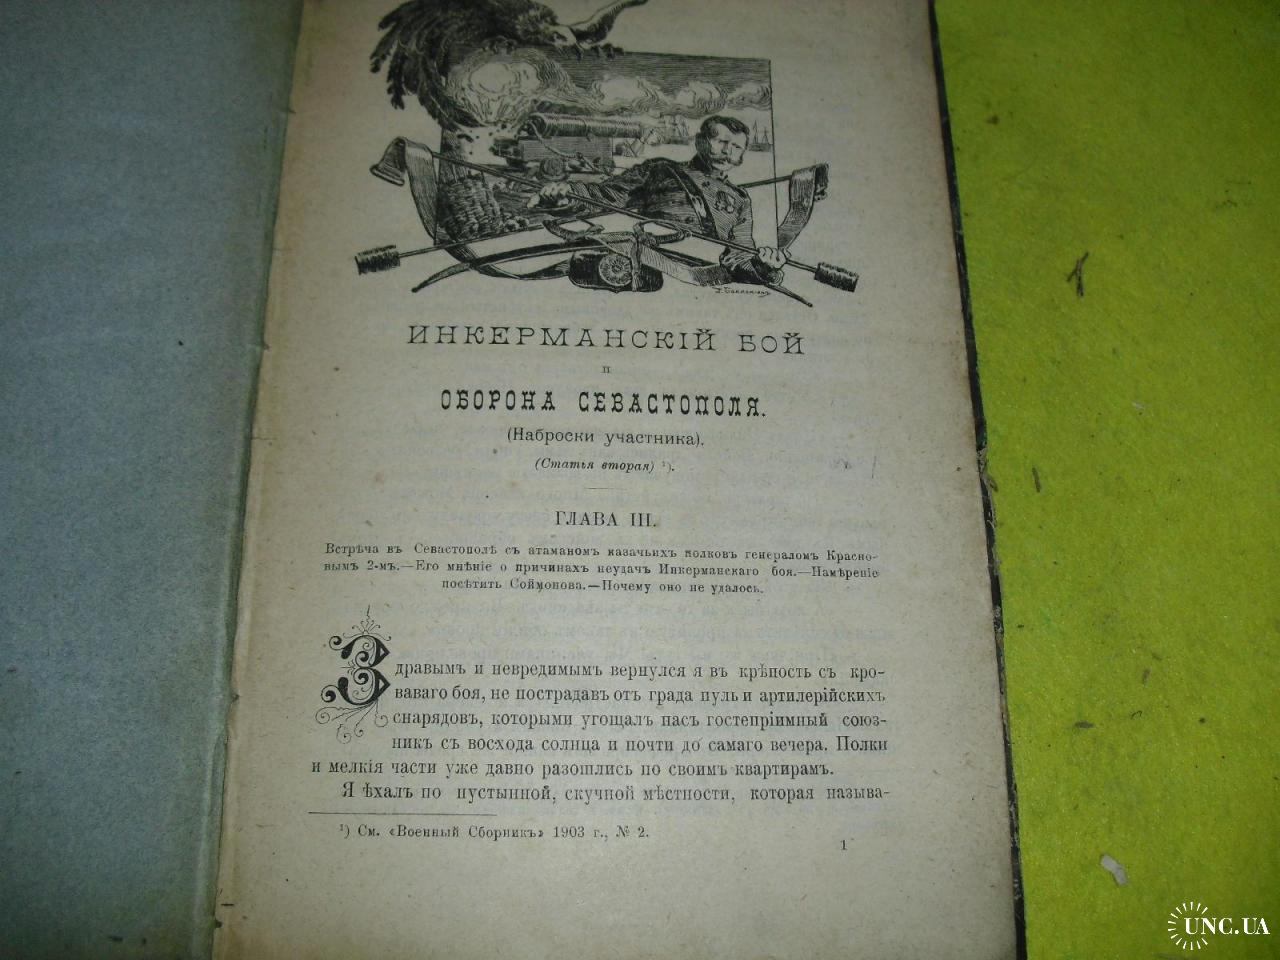 ИНКЕРМАНСКІЙ БОЙ
И
ОБОРОНА СЕВАСТОПОЛЯ.
(Наброски участника).
(Статья вторая) ¹).
ГЛАВА III.
Встрѣча въ Севастополѣ съ атаманомъ казачьихъ полковъ генераломъ Красно-
вымъ 2-мъ.—Его мнѣніе о причинахъ неудачъ Инкерманскаго боя.—Намѣреніе
посѣтить Соймонова.—Почему оно не удалось.
Здравымъ и невредимымъ вернулся я въ крѣпость съ кро-
ваваго боя, не пострадавъ отъ града пуль и артилерійскихъ
снарядовъ, которыми угощалъ насъ гостепріимный союз-
никъ съ восхода солнца и почти до самаго вечера. Полки
и мелкія части уже давно разошлись по своимъ квартирамъ.
Я ѣхалъ по пустынной, скучной мѣстности, которая называ-
¹) См. «Военный Сборникъ» 1903 г., № 2.
1
UNC.UA